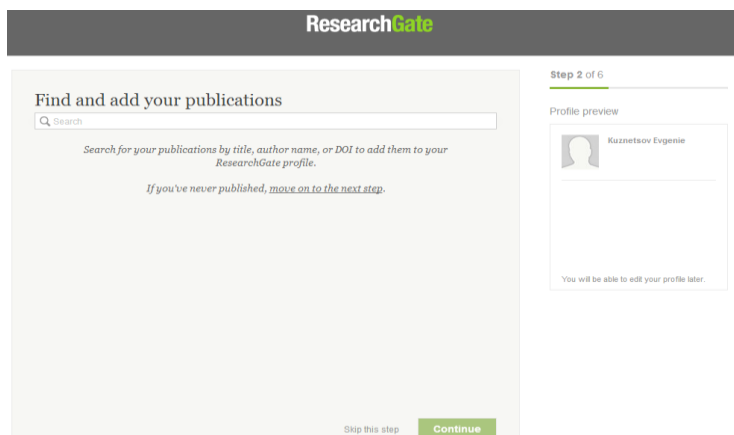 ResearchGate
Step 2 of 6
Find and add your publications
Search
Search for your publications by title, author name, or DOI to add them to your
ResearchGate profile.
If you've never published, move on to the next step.
Profile preview
Kuznetsov Evgenie
You will be able to edit your profile later.
Skip this step
Continue